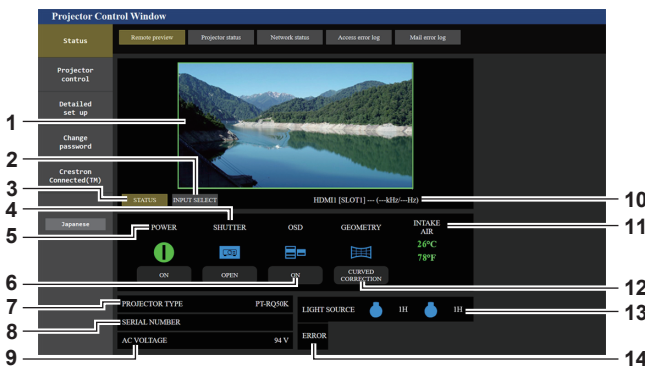 Projector Control Window
Status
Remote preview
Projector status
Network status
Access error log
Mail error log
Projector
control
Detailed
set up
Change
password
Crestron
Connected(TM)
Japanese
1
2
3
4
5
6
7
8
9
10
11
12
13
14
STATUS
INPUT SELECT
HDMI1 [SLOT1] --- (---kHz/---Hz)
POWER
SHUTTER
OSD
GEOMETRY
INTAKE
AIR
26°C
78°F
ON
OPEN
ON
CURVED
CORRECTION
PROJECTOR TYPE
PT-RQ50K
SERIAL NUMBER
AC VOLTAGE
94 V
LIGHT SOURCE
1H
1H
ERROR